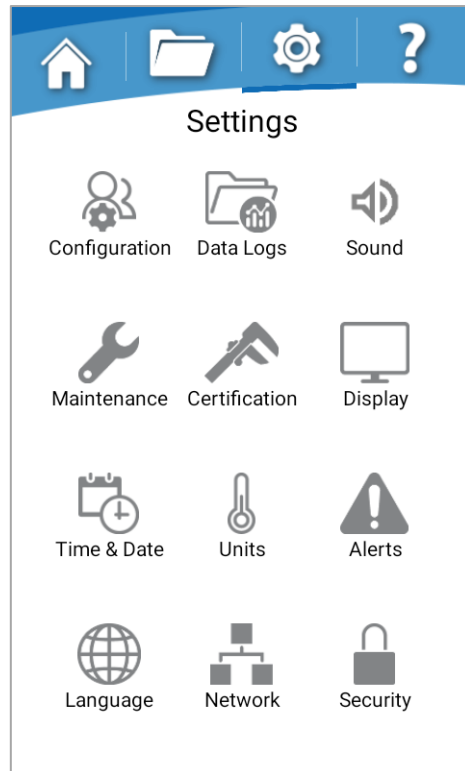 Settings
Configuration Data Logs Sound
Maintenance Certification Display
Time & Date Units Alerts
Language Network Security